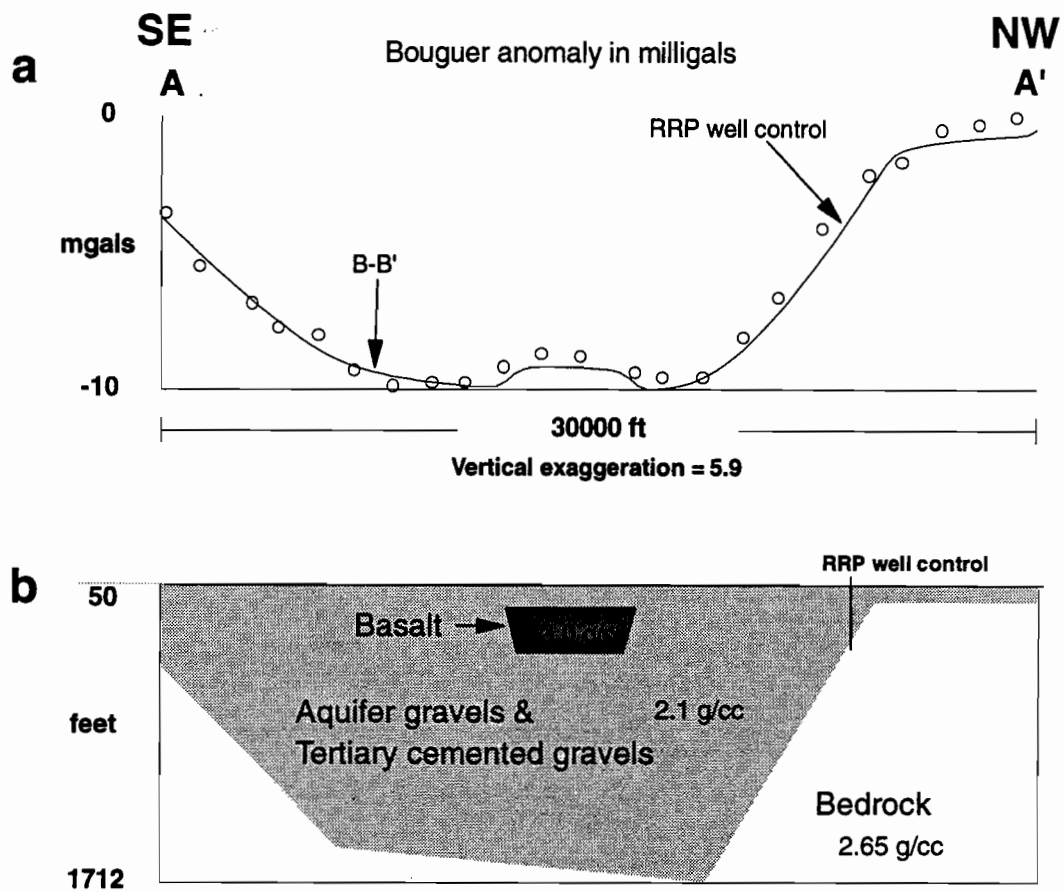 SE
NW
a
Bouguer anomaly in milligals
A
A'
0
RRP well control
mgals
B-B'
-10
30000 ft
Vertical exaggeration = 5.9
RRP well control
b
50
Basalt
feet
Aquifer gravels &
Tertiary cemented gravels
2.1 g/cc
Bedrock
2.65 g/cc
1712